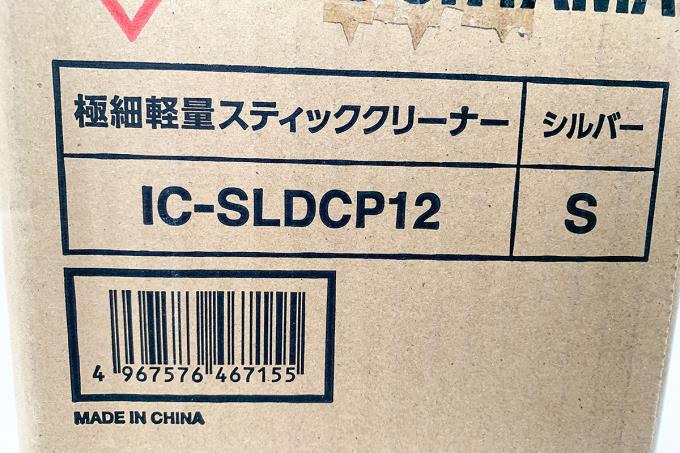 極細軽量スティッククリーナー シルバー
IC-SLDCP12 S
4 967576 467155
MADE IN CHINA